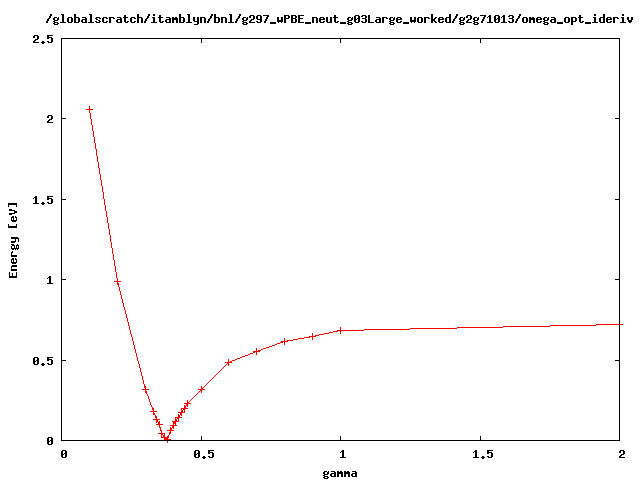 /globalscratch/itamblyn/bnl/g297_wPBE_neut_g03Large_worked/g2g71013/omega_opt_ideriv
2.5
2
1.5
1
0.5
0
Energy [eV]
0 0.5 1 1.5 2
gamma